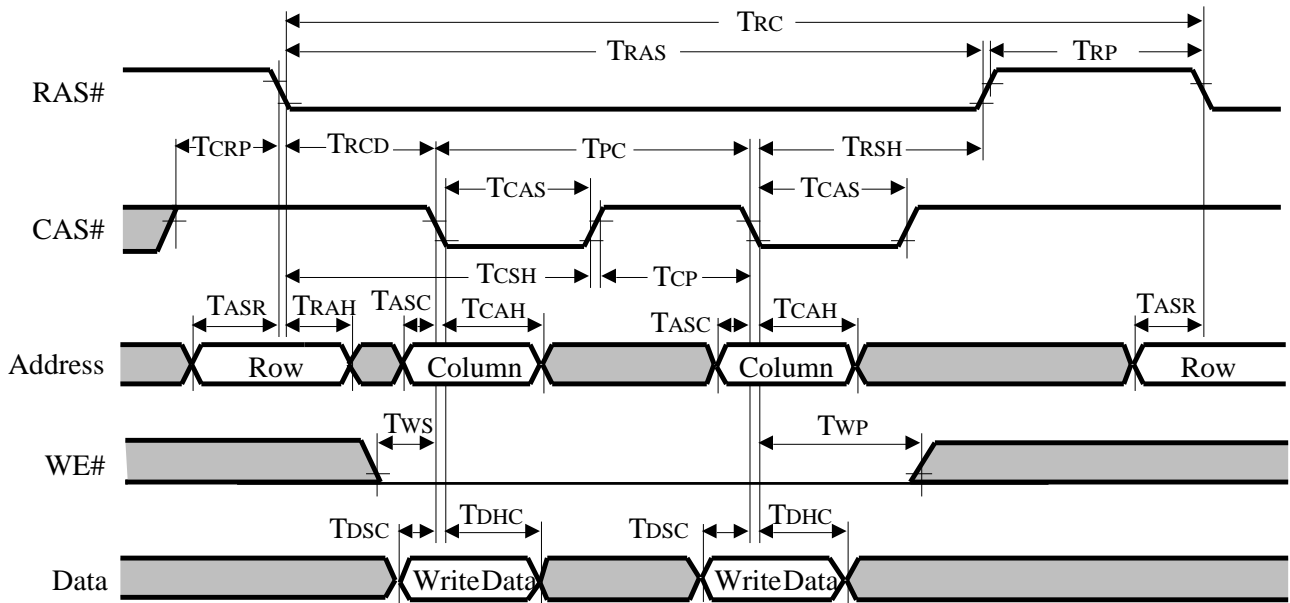 TRC
TRAS TRP
RAS#
TCRP TRCD TPC TRSH
TCAS TCAS
CAS#
TCSH TCP
TASR TRAH TASC TCAH TASC TCAH TASR
Address Row Column Column Row
TWS TWP
WE#
TDSC TDHC TDSC TDHC
Data WriteData WriteData